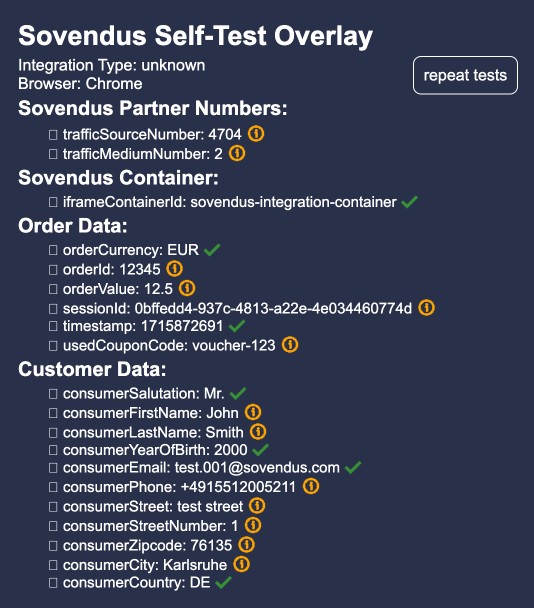 Sovendus Self-Test Overlay
Integration Type: unknown
Browser: Chrome
repeat tests
Sovendus Partner Numbers:
trafficSourceNumber: 4704
trafficMediumNumber: 2
Sovendus Container:
iframeContainerId: sovendus-integration-container
Order Data:
orderCurrency: EUR
orderId: 12345
orderValue: 12.5
sessionId: 0bffedd4-937c-4813-a22e-4e034460774d
timestamp: 1715872691
usedCouponCode: voucher-123
Customer Data:
consumerSalutation: Mr.
consumerFirstName: John
consumerLastName: Smith
consumerYearOfBirth: 2000
consumerEmail: test.001@sovendus.com
consumerPhone: +4915512005211
consumerStreet: test street
consumerStreetNumber: 1
consumerZipcode: 76135
consumerCity: Karlsruhe
consumerCountry: DE